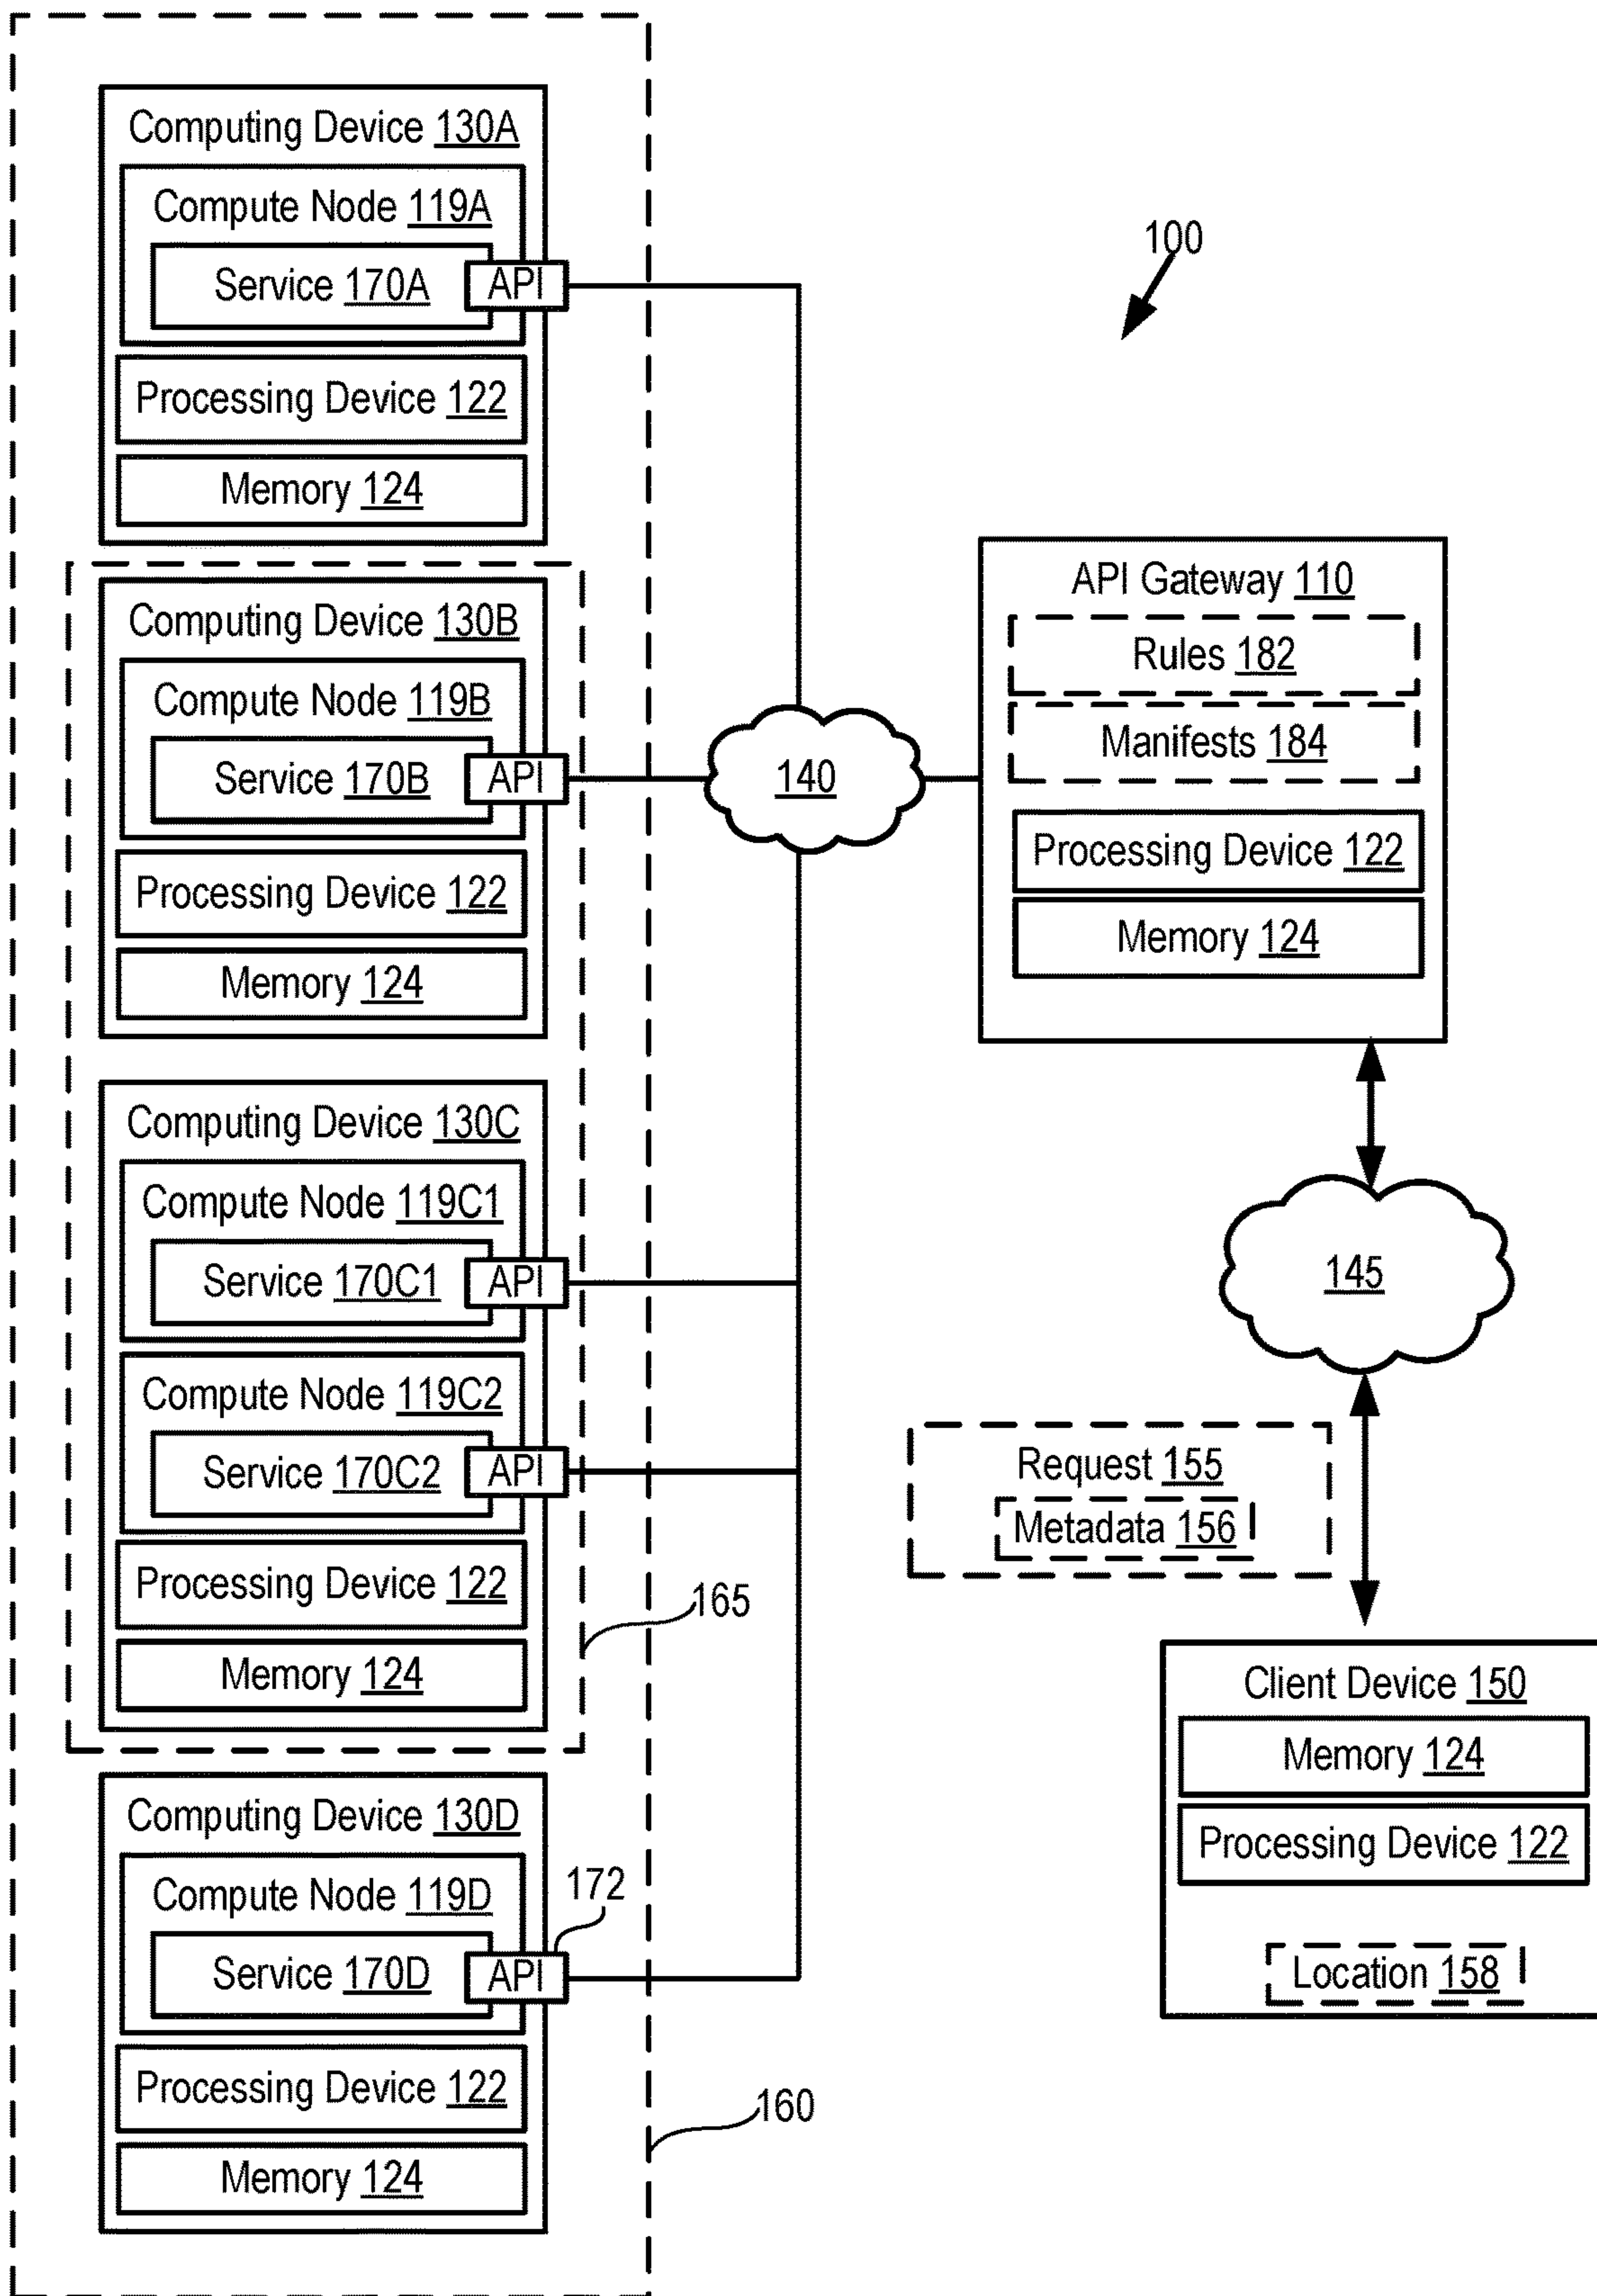 Computing Device 130A
Compute Node 119A
Service 170A
API
Processing Device 122
Memory 124
Computing Device 130B
Compute Node 119B
Service 170B
API
Processing Device 122
Memory 124
Computing Device 130C
Compute Node 119C1
Service 170C1
API
Compute Node 119C2
Service 170C2
API
Processing Device 122
Memory 124
165
Computing Device 130D
Compute Node 119D
172
Service 170D
API
Processing Device 122
Memory 124
160
140
100
API Gateway 110
Rules 182
Manifests 184
Processing Device 122
Memory 124
145
Request 155
Metadata 156
Client Device 150
Memory 124
Processing Device 122
Location 158